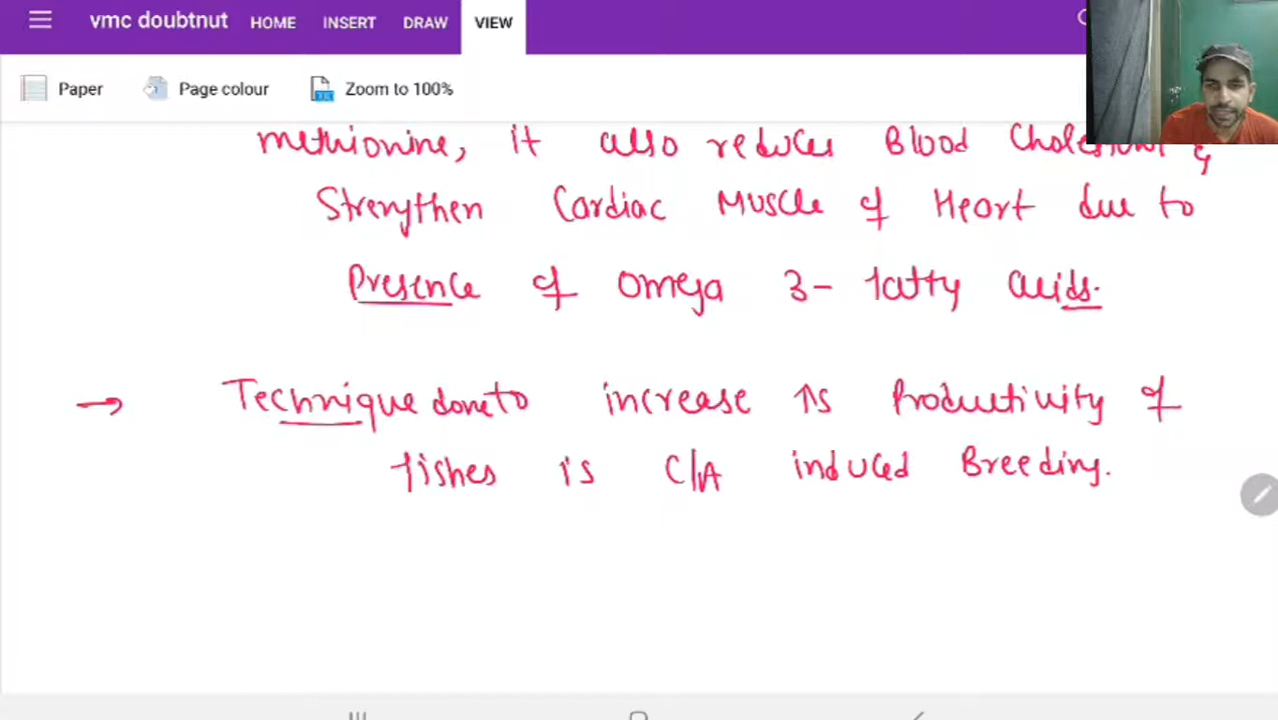 vmc doubtnut HOME INSERT DRAW VIEW
Paper Page colour Zoom to 100%
methionine, it also reduces Blood &
Strengthen Cardiac Muscle of Heart due to
Presence of omega 3- fatty acids.
→ Technique done to increase ↑s Productivity of
fishes is C/A induced Breeding.